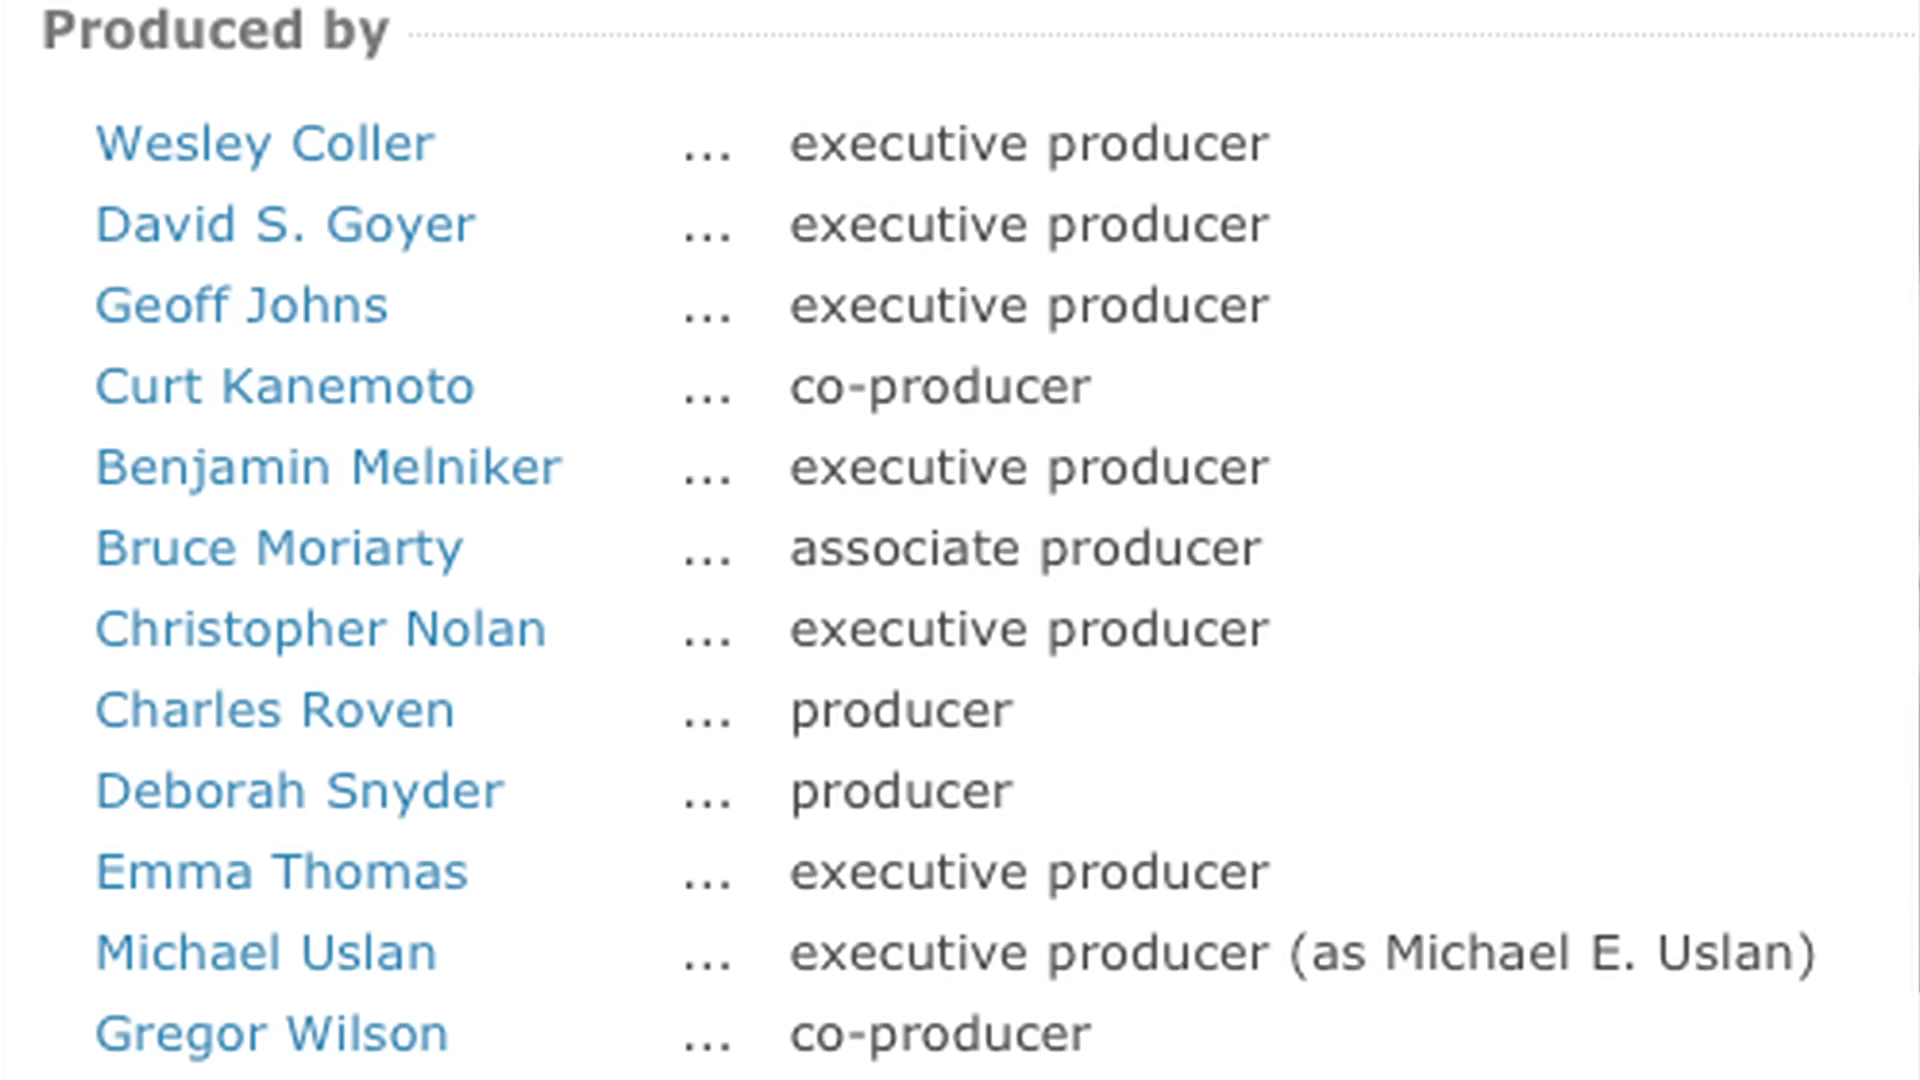 Produced by
Wesley Coller ... executive producer
David S. Goyer ... executive producer
Geoff Johns ... executive producer
Curt Kanemoto ... co-producer
Benjamin Melniker ... executive producer
Bruce Moriarty ... associate producer
Christopher Nolan ... executive producer
Charles Roven ... producer
Deborah Snyder ... producer
Emma Thomas ... executive producer
Michael Uslan ... executive producer (as Michael E. Uslan)
Gregor Wilson ... co-producer